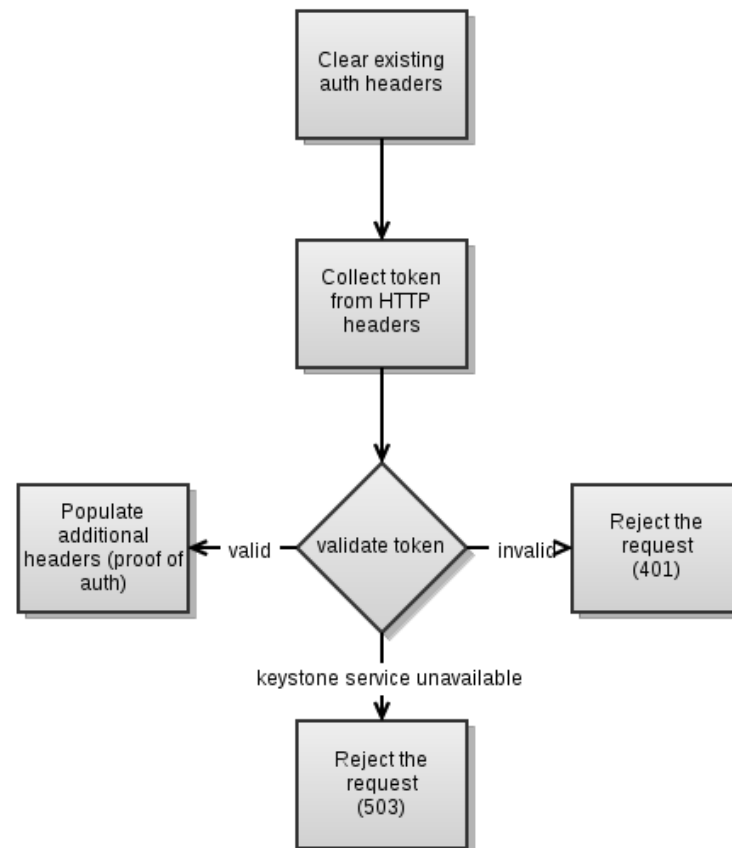 Clear existing
auth headers
Collect token
from HTTP
headers
Populate
additional
headers (proof of
auth)
valid
validate token
invalid
Reject the
request
(401)
keystone service unavailable
Reject the
request
(503)